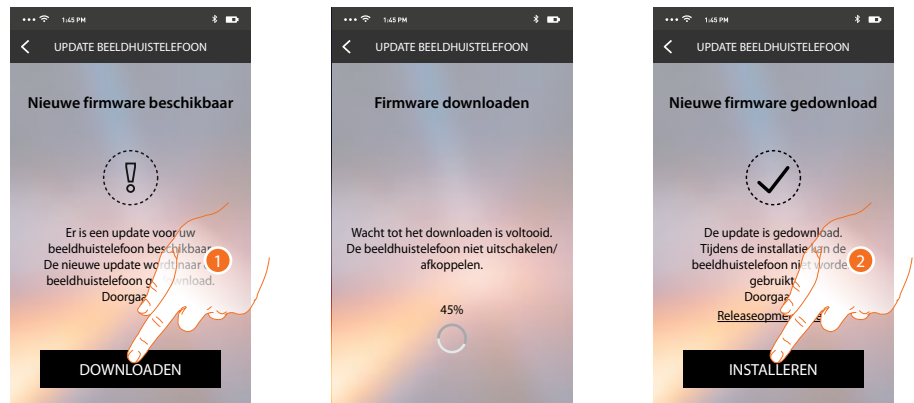 1:45 PM
UPDATE BEELDHUISTELEFOON
Nieuwe firmware beschikbaar
Er is een update voor uw
beeldhuistelefoon beschikbaar
De nieuwe update wordt naar
beeldhuistelefoon
1
DOWNLOADEN
1:45 PM
UPDATE BEELDHUISTELEFOON
Firmware downloaden
Wacht tot het downloaden is voltooid.
De beeldhuistelefoon niet uitschakelen/
afkoppelen.
45%
1:45 PM
UPDATE BEELDHUISTELEFOON
Nieuwe firmware gedownload
De update is gedownload.
Tijdens de installatie kan de
beeldhuistelefoon niet
gebruikt
2
INSTALLEREN